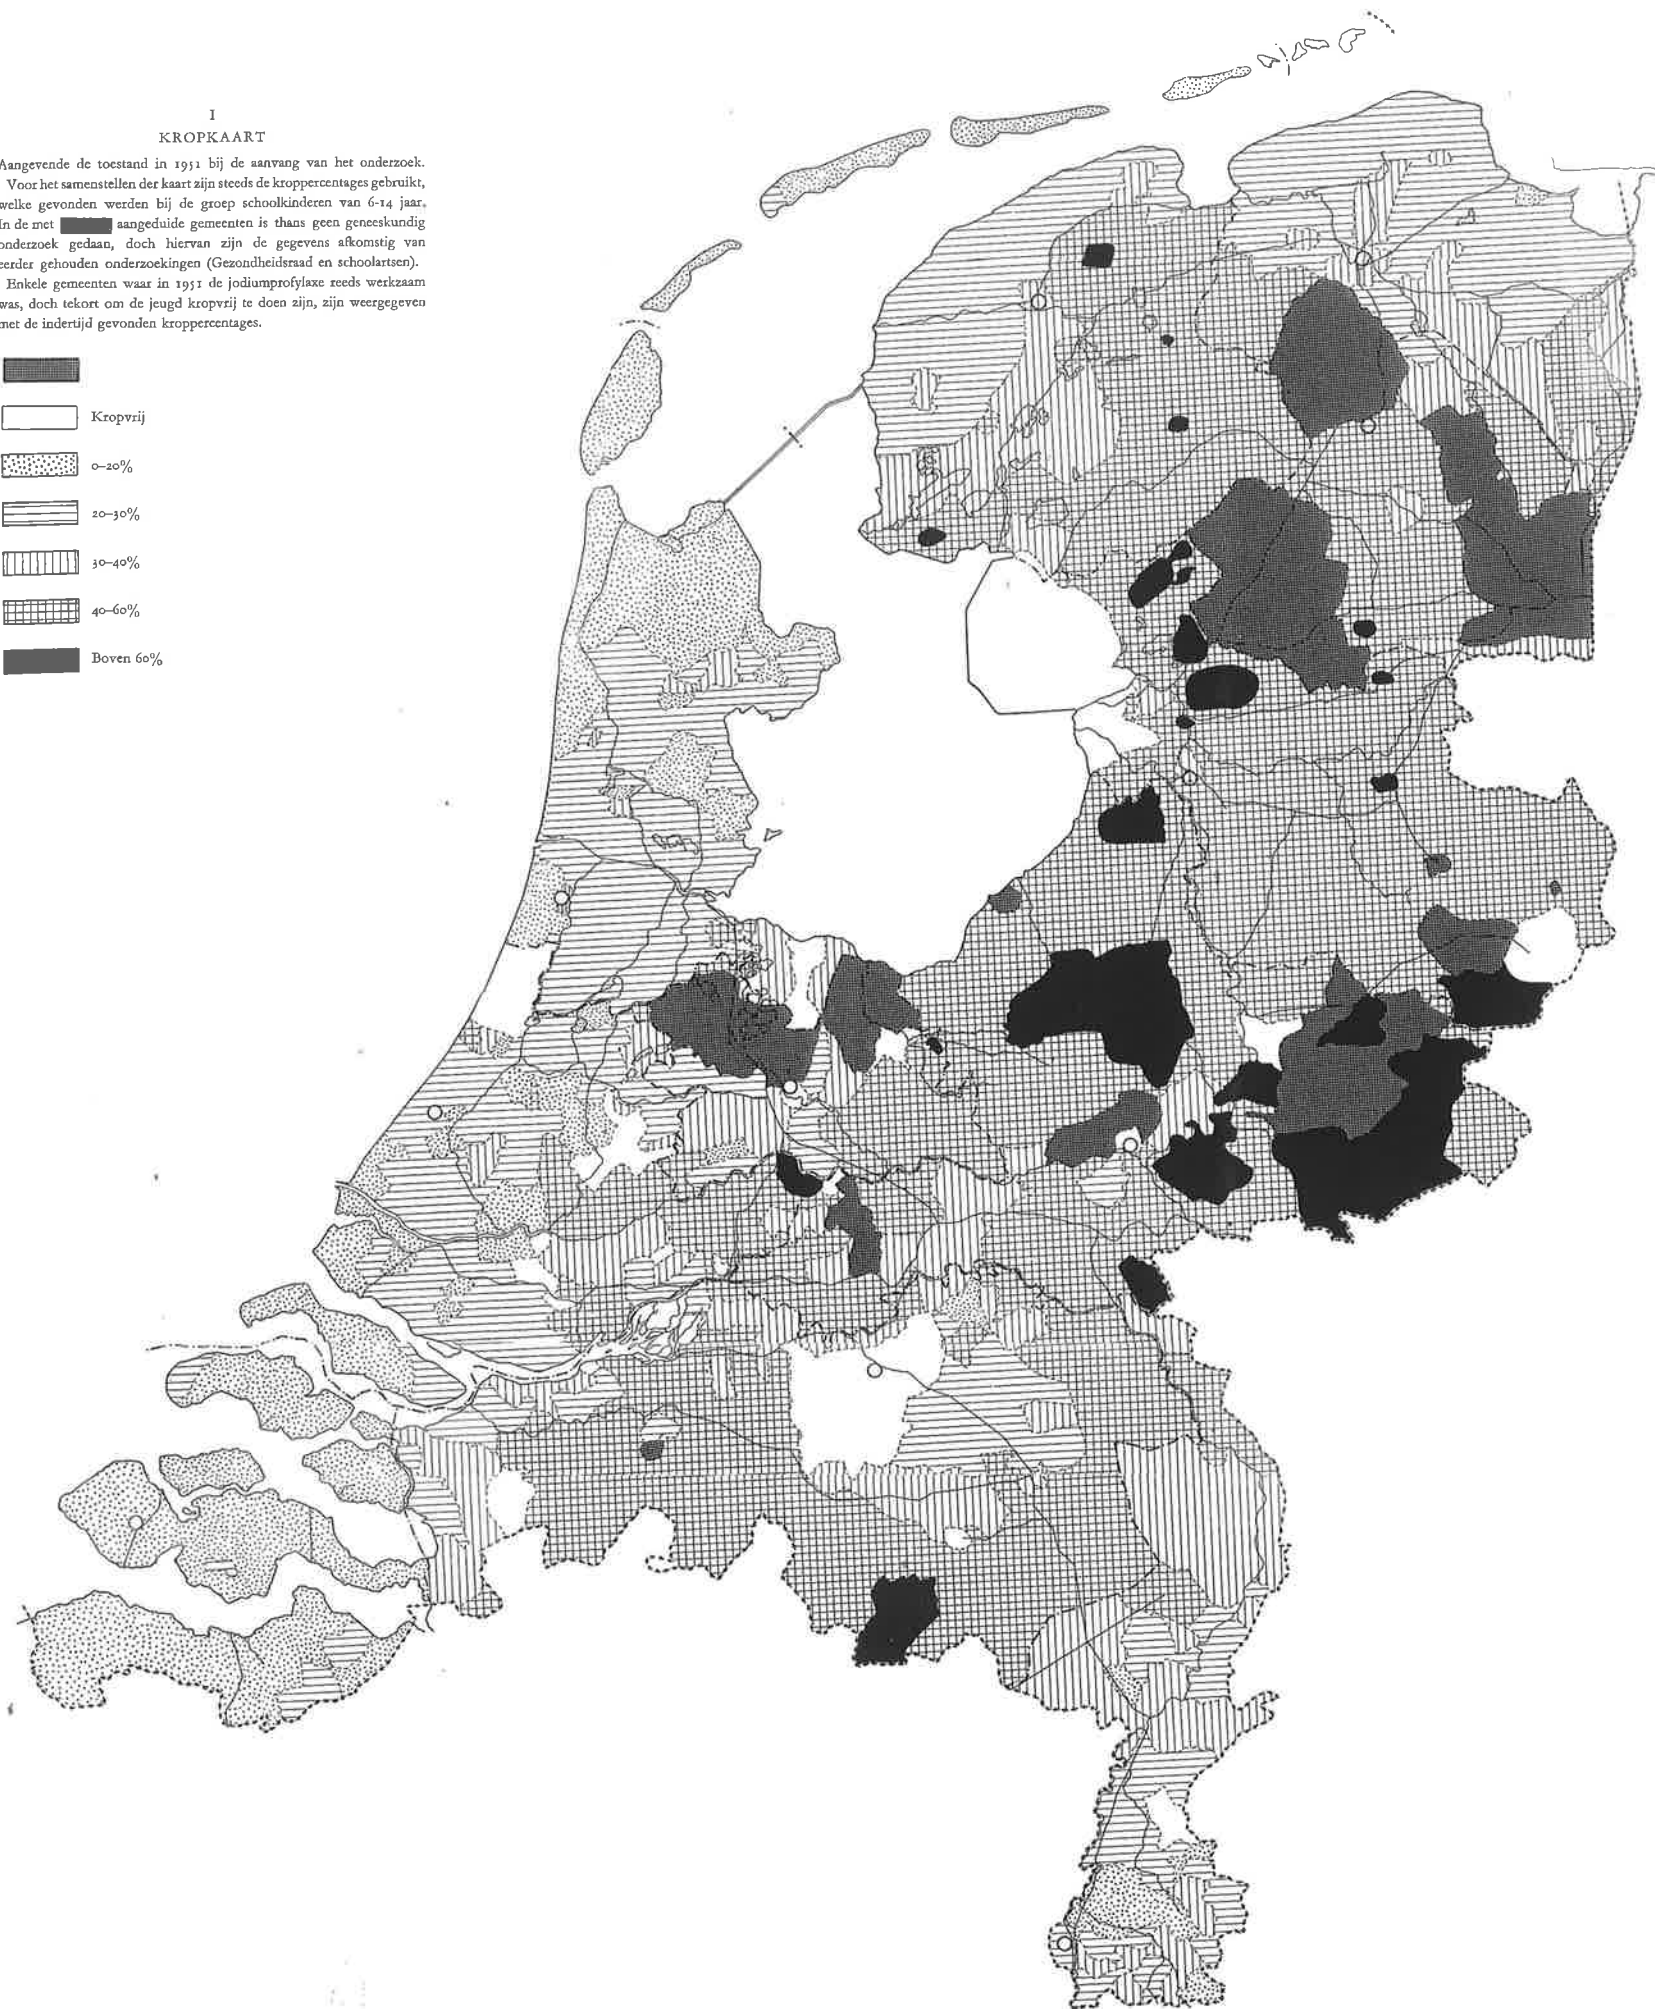 I
KROPKAART
Aangevende de toestand in 1951 bij de aanvang van het onderzoek.
Voor het samenstellen der kaart zijn steeds de kroppercentages gebruikt,
welke gevonden werden bij de groep schoolkinderen van 6-14 jaar.
In de met aangeduide gemeenten is thans geen geneeskundig
onderzoek gedaan, doch hiervan zijn de gegevens afkomstig van
eerder gehouden onderzoekingen (Gezondheidsraad en schoolartsen).
Enkele gemeenten waar in 1951 de jodiumprofylaxe reeds werkzaam
was, doch tekort om de jeugd kropvrij te doen zijn, zijn weergegeven
met de indertijd gevonden kroppercentages.
Kropvrij
0–20%
20–30%
30–40%
40–60%
Boven 60%